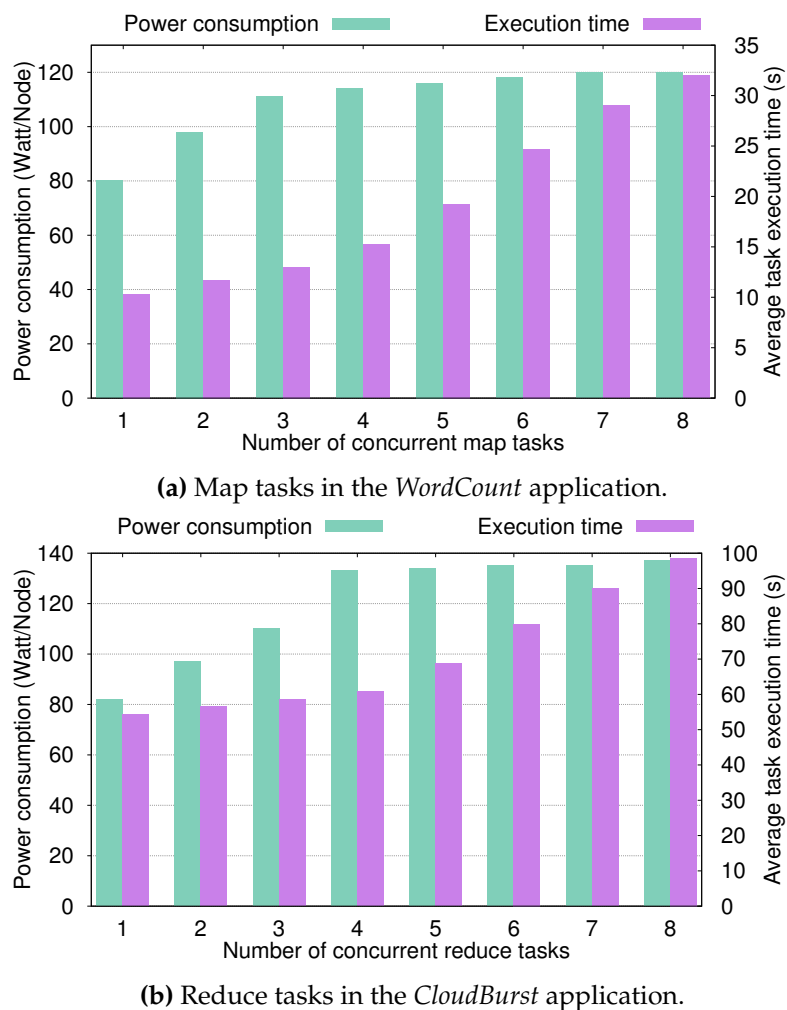 Power consumption Execution time
Power consumption (Watt/Node)
120
100
80
60
40
20
0
35
30
25
20
15
10
5
0
Average task execution time (s)
1 2 3 4 5 6 7 8
Number of concurrent map tasks
(a) Map tasks in the WordCount application.
Power consumption Execution time
Power consumption (Watt/Node)
140
120
100
80
60
40
20
0
100
90
80
70
60
50
40
30
20
10
0
Average task execution time (s)
1 2 3 4 5 6 7 8
Number of concurrent reduce tasks
(b) Reduce tasks in the CloudBurst application.